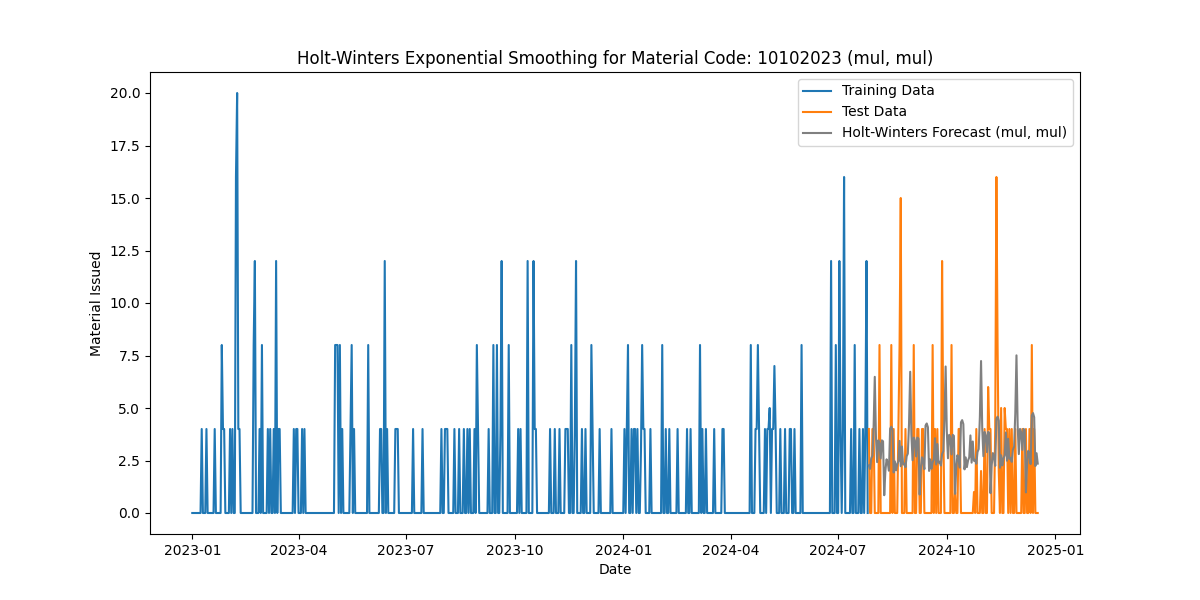 Holt-Winters Exponential Smoothing for Material Code: 10102023 (mul, mul)
Training Data
Test Data
Holt-Winters Forecast (mul, mul)
Material Issued
20.0
17.5
15.0
12.5
10.0
7.5
5.0
2.5
0.0
2023-01 2023-04 2023-07 2023-10 2024-01 2024-04 2024-07 2024-10 2025-01
Date